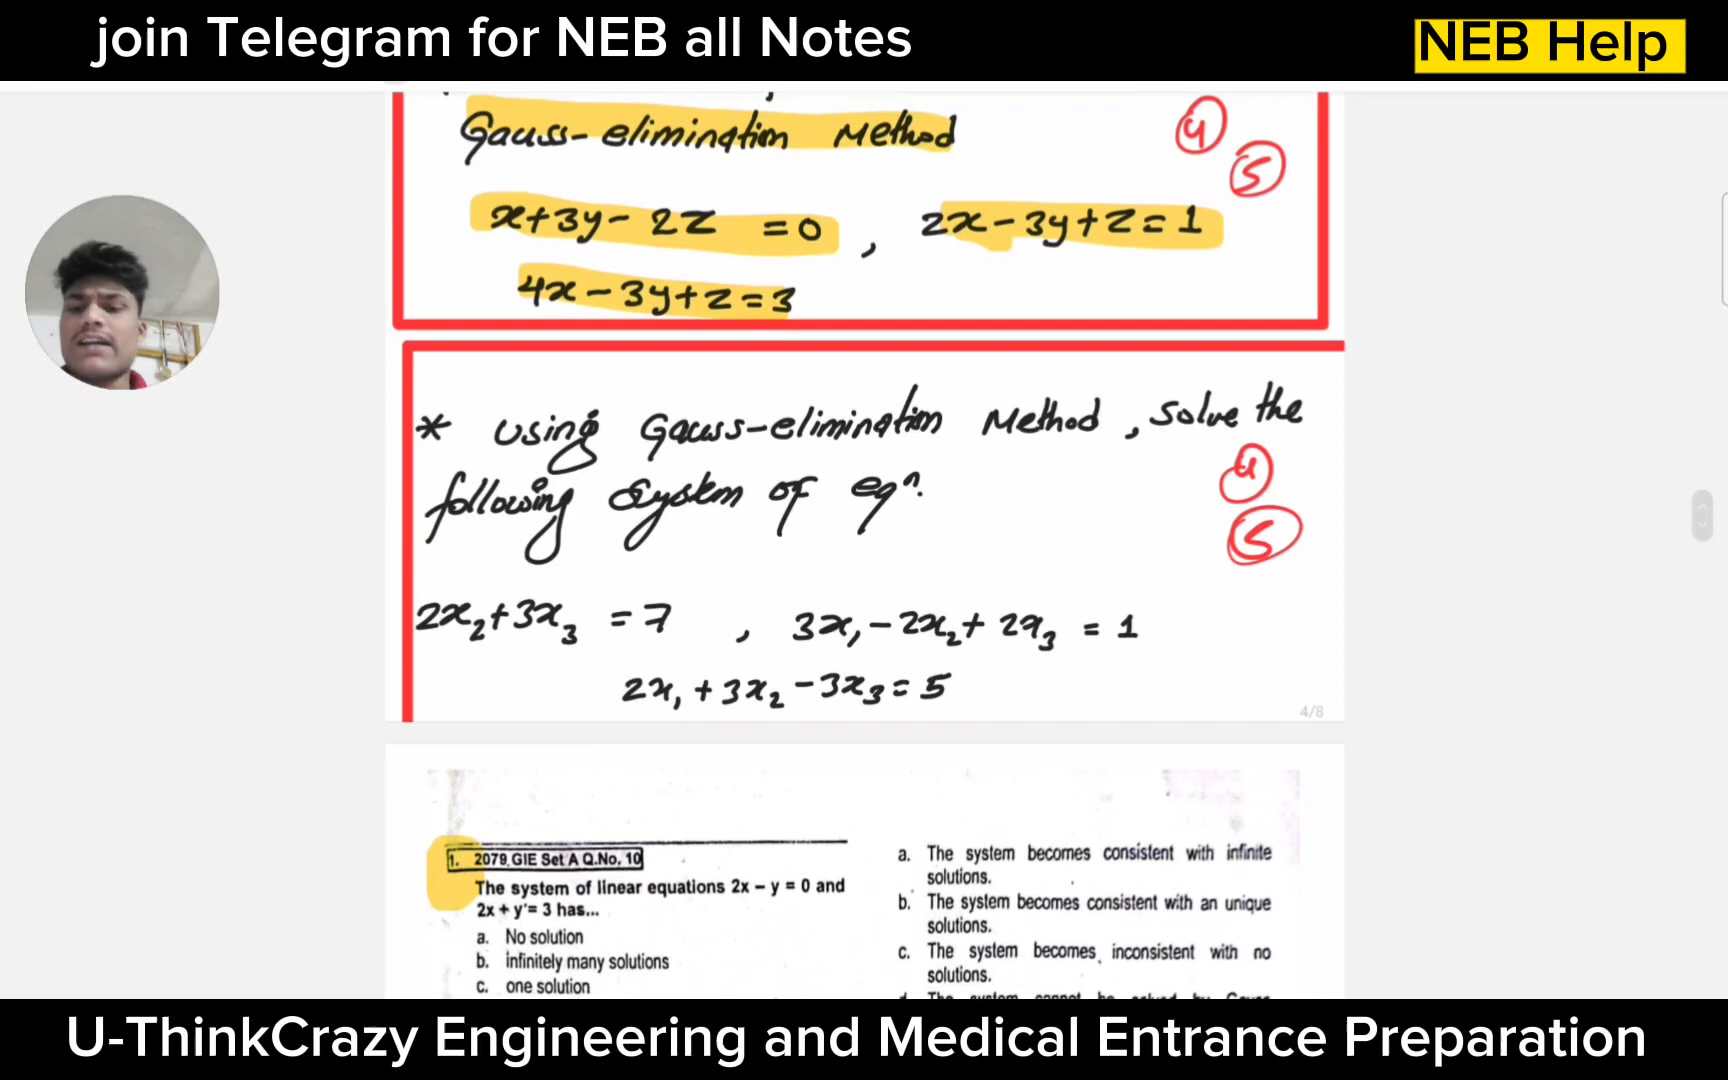 join Telegram for NEB all Notes
NEB Help
Gauss-elimination Method
4
5
x+3y-2z = 0 , 2x-3y+z=1
4x-3y+z=3
* Using Gauss-elimination Method, solve the
following System of eqⁿ.
4
5
2x₂+3x₃ = 7 , 3x₁-2x₂+2x₃ = 1
2x₁+3x₂-3x₃=5
4/8
1. 2079 GIE Set A Q.No. 10
The system of linear equations 2x – y = 0 and
2x + y = 3 has...
a. No solution
b. infinitely many solutions
c. one solution
a. The system becomes consistent with infinite
solutions.
b. The system becomes consistent with an unique
solutions.
c. The system becomes inconsistent with no
solutions.
U-ThinkCrazy Engineering and Medical Entrance Preparation